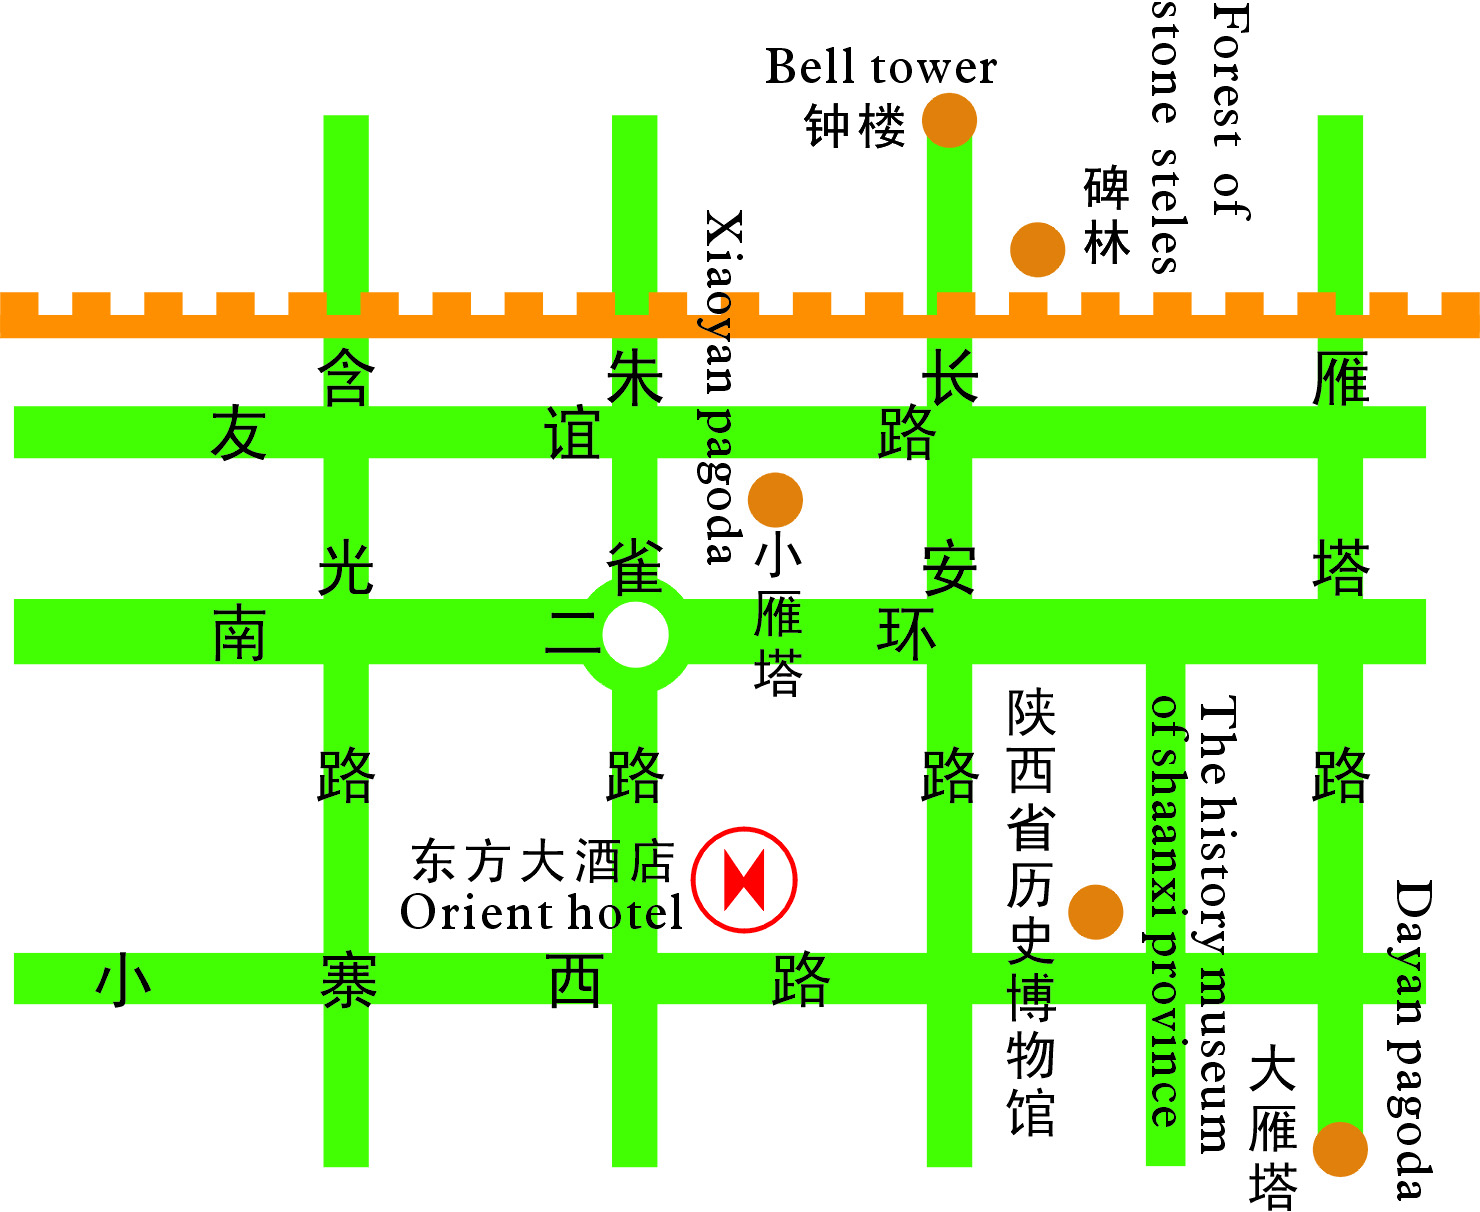 Bell tower
钟楼
Forest of
stone steles
碑林
Xiaoyan pagoda
小雁塔
含光路
朱雀路
长安路
雁塔路
友谊路
南二环
东方大酒店
Orient hotel
陕西省历史博物馆
The history museum
of shaanxi province
小寨西路
大雁塔
Dayan pagoda